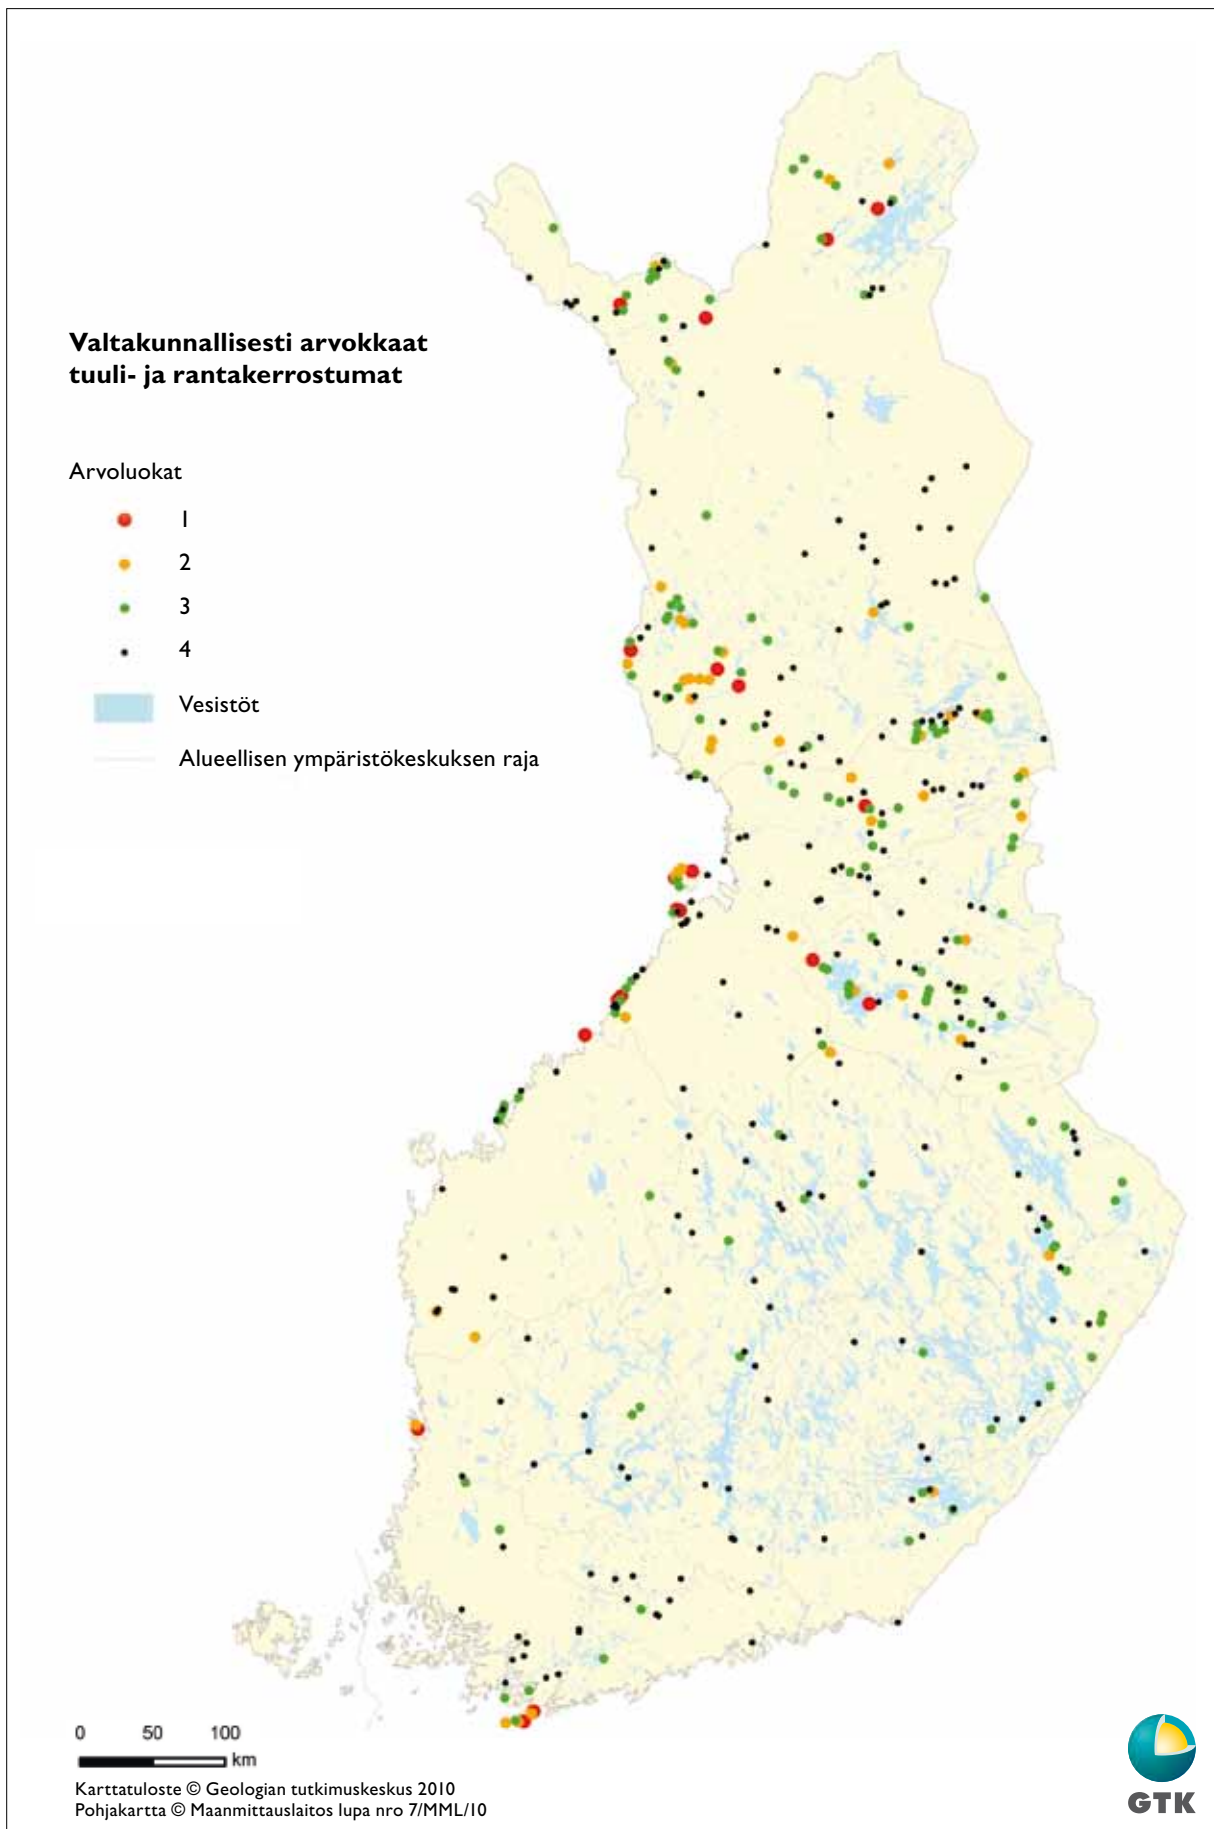 Valtakunnallisesti arvokkaat
tuuli- ja rantakerrostumat
Arvoluokat
1
2
3
4
Vesistöt
Alueellisen ympäristökeskuksen raja
0 50 100
km
Karttatuloste © Geologian tutkimuskeskus 2010
Pohjakartta © Maanmittauslaitos lupa nro 7/MML/10
GTK